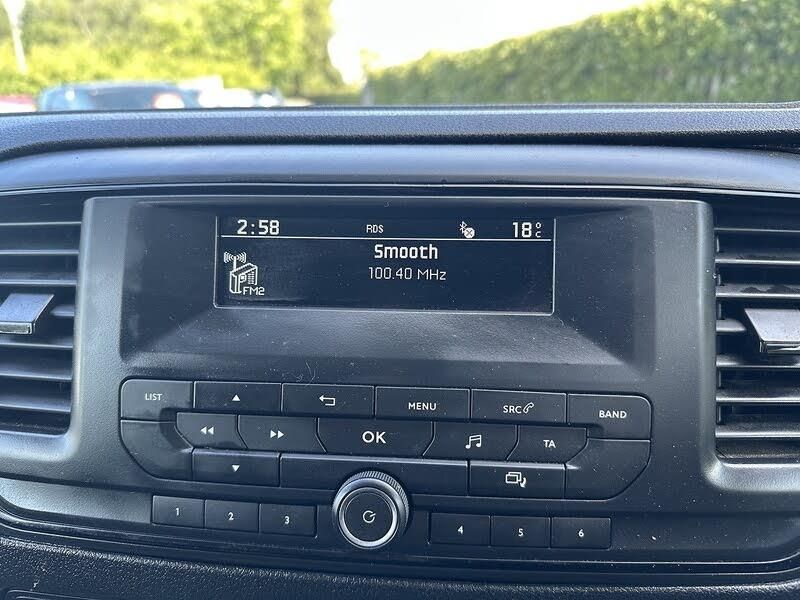 2:58 RDS 18°C
Smooth
100.40 MHz
FM2
LIST MENU SRC BAND
OK TA
1 2 3 4 5 6